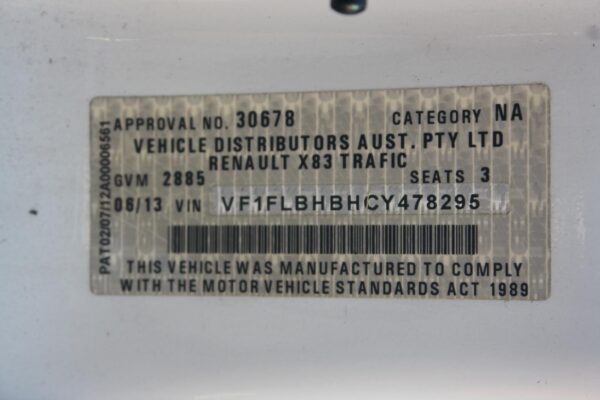 APPROVAL NO. 30678 CATEGORY NA
VEHICLE DISTRIBUTORS AUST. PTY LTD
RENAULT X83 TRAFIC
GVM 2885 SEATS 3
06/13 VIN VF1FLBHBHCY478295
THIS VEHICLE WAS MANUFACTURED TO COMPLY
WITH THE MOTOR VEHICLE STANDARDS ACT 1989
PAT02/07/12A00006561